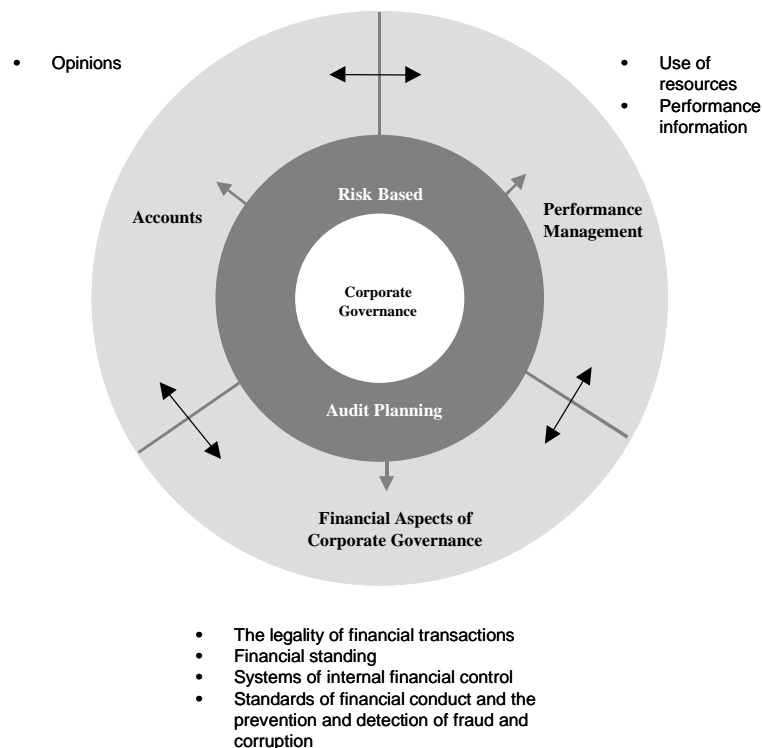 • Opinions
• Use of
resources
• Performance
information
Risk Based
Accounts
Performance
Management
Corporate
Governance
Audit Planning
Financial Aspects of
Corporate Governance
• The legality of financial transactions
• Financial standing
• Systems of internal financial control
• Standards of financial conduct and the
prevention and detection of fraud and
corruption